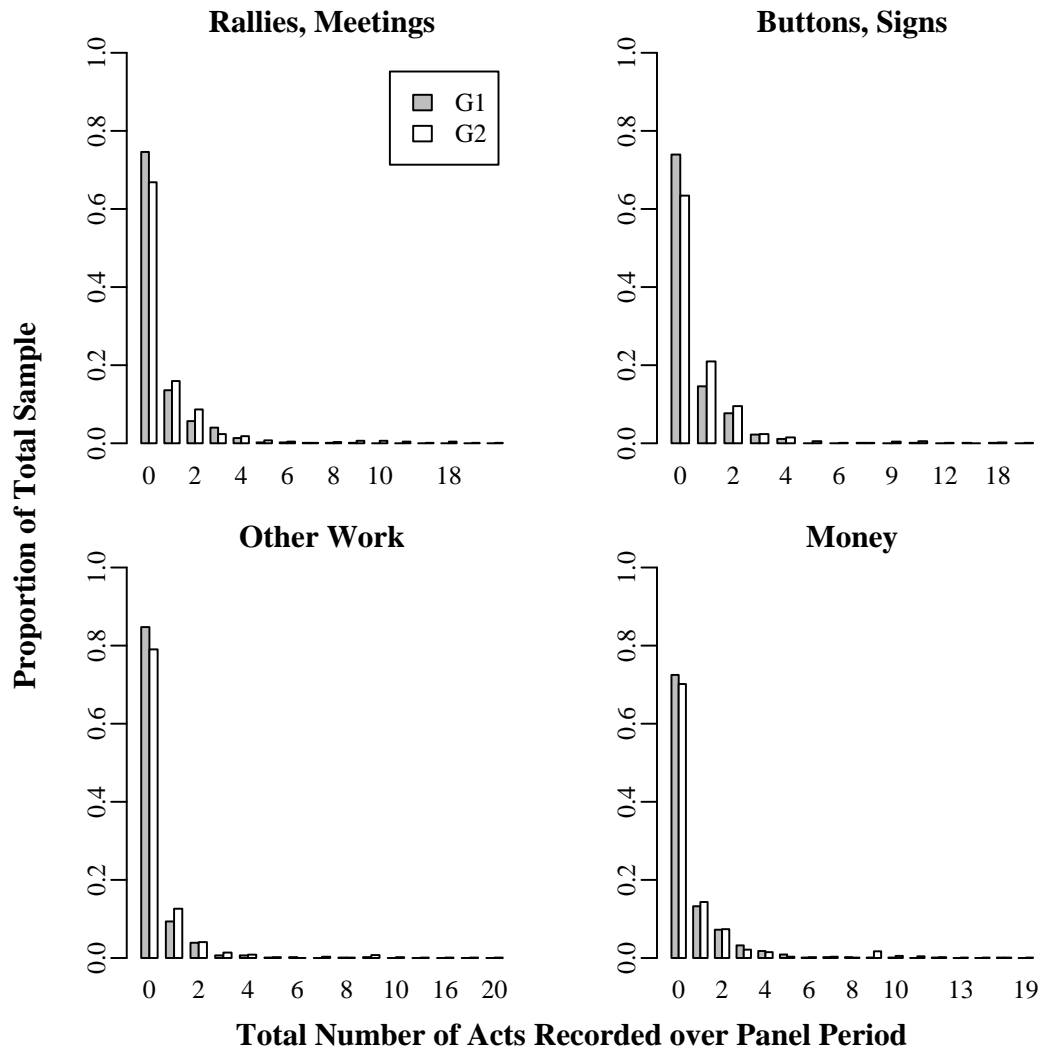 Rallies, Meetings
G1
G2
0.0 0.2 0.4 0.6 0.8 1.0
0 2 4 6 8 10 18
Buttons, Signs
0.0 0.2 0.4 0.6 0.8 1.0
0 2 4 6 9 12 18
Other Work
0.0 0.2 0.4 0.6 0.8 1.0
0 2 4 6 8 10 16 20
Money
0.0 0.2 0.4 0.6 0.8 1.0
0 2 4 6 8 10 13 19
Proportion of Total Sample
Total Number of Acts Recorded over Panel Period